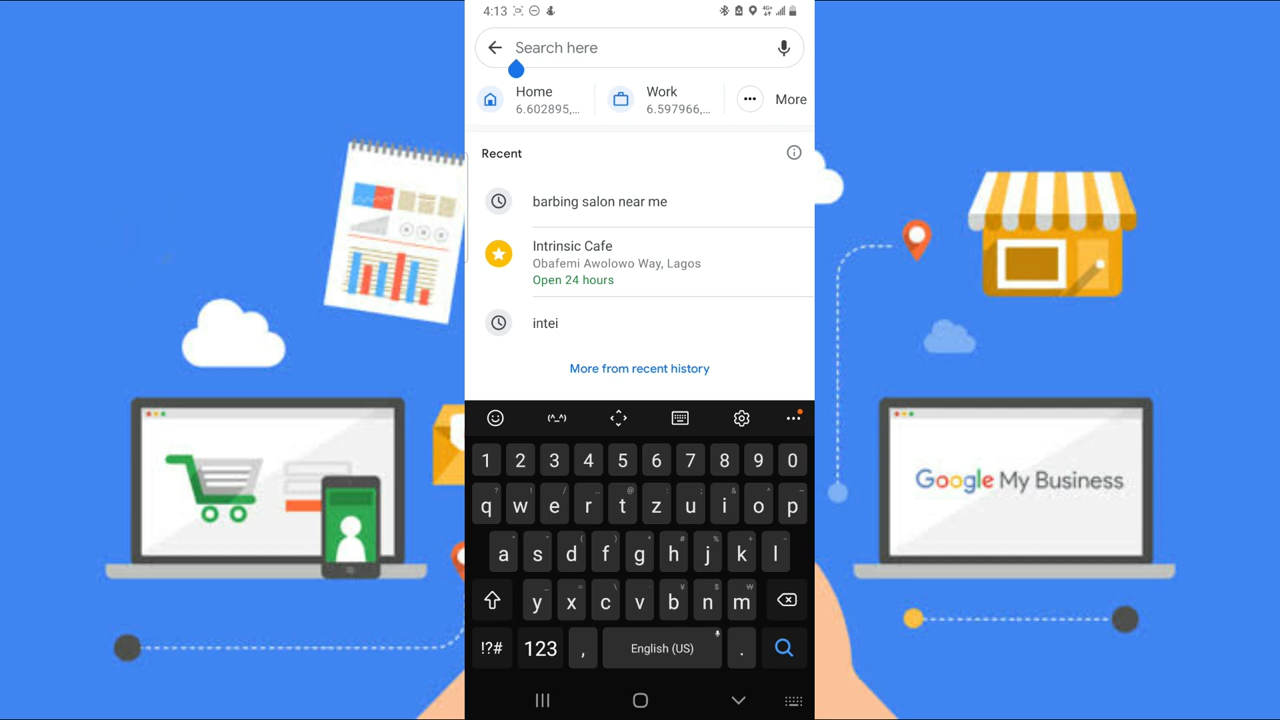 4:13
4G+
Search here
Home
6.602895,...
Work
6.597966,...
More
Recent
barbing salon near me
Intrinsic Cafe
Obafemi Awolowo Way, Lagos
Open 24 hours
intei
More from recent history
(^_^)
1 2 3 4 5 6 7 8 9 0
q w e r t z u i o p
a s d f g h j k l
y x c v b n m
!?# 123 , English (US) .
Google My Business